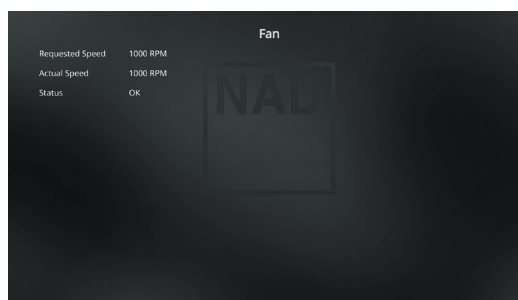 Fan
Requested Speed 1000 RPM
Actual Speed 1000 RPM
Status OK
NAD